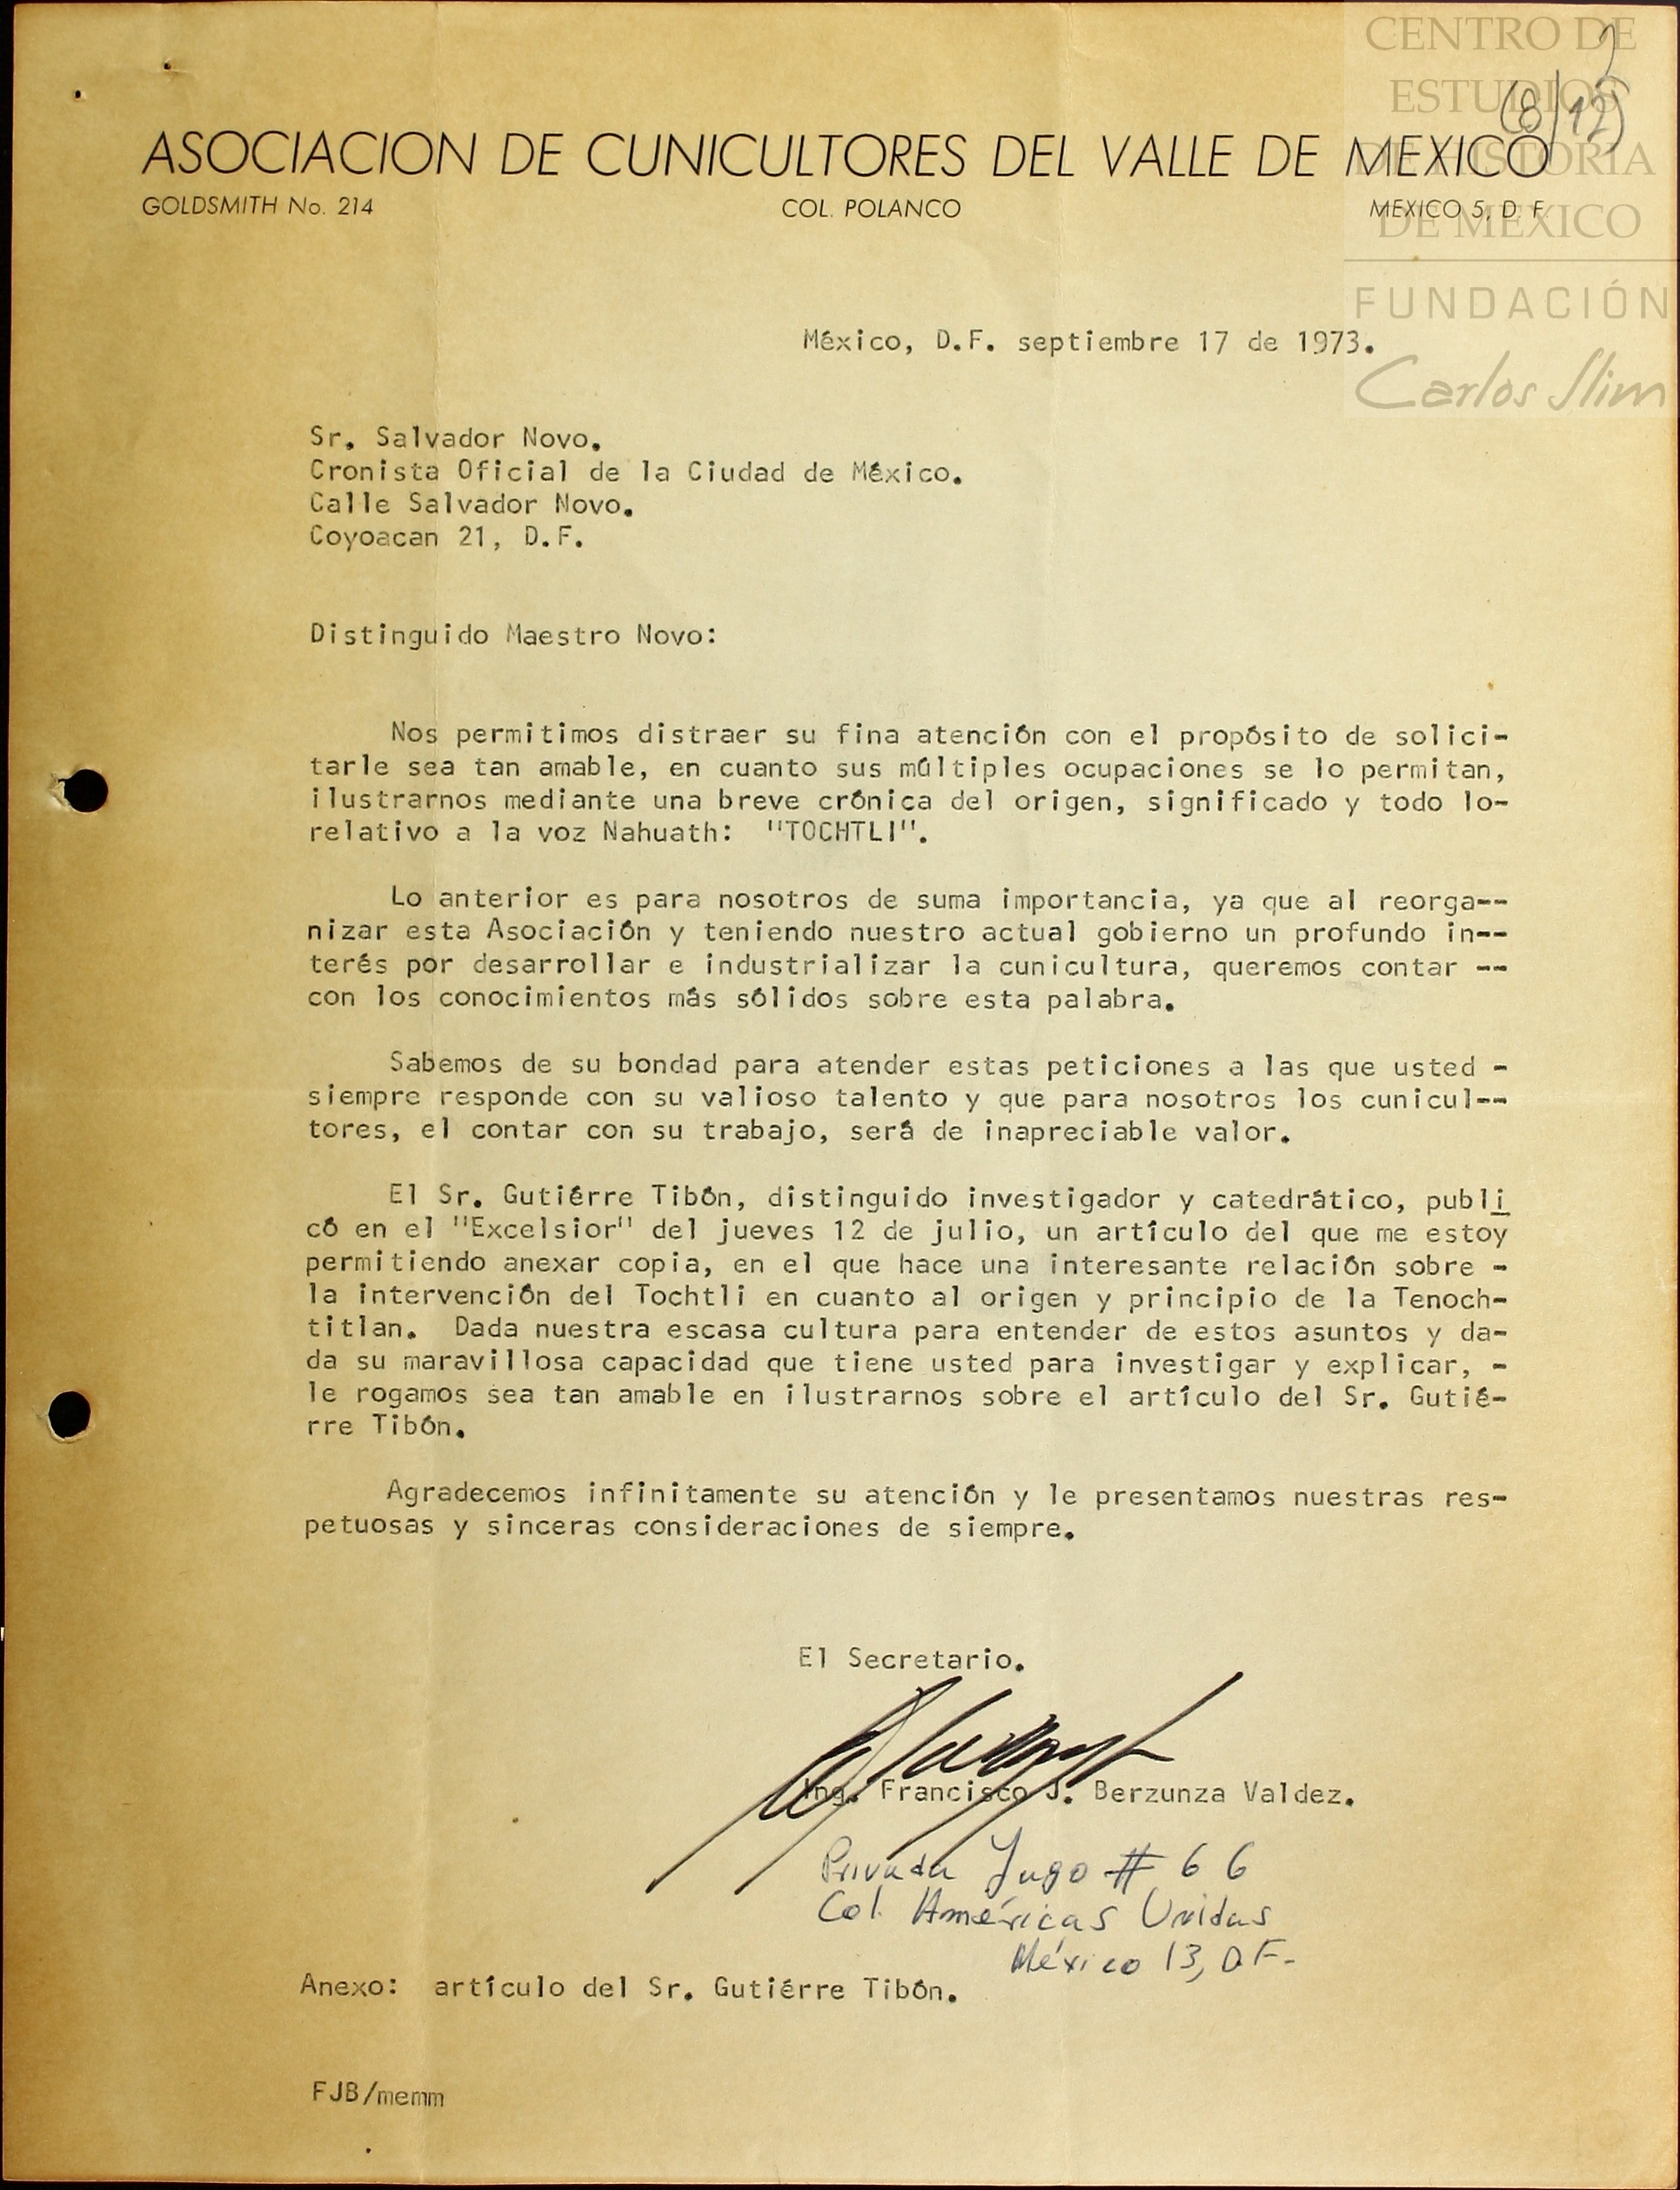 CENTRO DE
ESTUDIOS
DE HISTORIA
DE MÉXICO
FUNDACIÓN
Carlos Slim
2
(8/12)
ASOCIACION DE CUNICULTORES DEL VALLE DE MEXICO
GOLDSMITH No. 214 COL. POLANCO MEXICO 5, D. F.
México, D.F. septiembre 17 de 1973.
Sr. Salvador Novo.
Cronista Oficial de la Ciudad de México.
Calle Salvador Novo.
Coyoacan 21, D.F.
Distinguido Maestro Novo:
Nos permitimos distraer su fina atención con el propósito de solici-
tarle sea tan amable, en cuanto sus múltiples ocupaciones se lo permitan,
ilustrarnos mediante una breve crónica del origen, significado y todo lo-
relativo a la voz Nahuath: "TOCHTLI".
Lo anterior es para nosotros de suma importancia, ya que al reorga--
nizar esta Asociación y teniendo nuestro actual gobierno un profundo in--
terés por desarrollar e industrializar la cunicultura, queremos contar --
con los conocimientos más sólidos sobre esta palabra.
Sabemos de su bondad para atender estas peticiones a las que usted -
siempre responde con su valioso talento y que para nosotros los cunicul--
tores, el contar con su trabajo, será de inapreciable valor.
El Sr. Gutiérre Tibón, distinguido investigador y catedrático, publi
có en el "Excelsior" del jueves 12 de julio, un artículo del que me estoy
permitiendo anexar copia, en el que hace una interesante relación sobre -
la intervención del Tochtli en cuanto al origen y principio de la Tenoch-
titlan. Dada nuestra escasa cultura para entender de estos asuntos y da-
da su maravillosa capacidad que tiene usted para investigar y explicar, -
le rogamos sea tan amable en ilustrarnos sobre el artículo del Sr. Gutié-
rre Tibón.
Agradecemos infinitamente su atención y le presentamos nuestras res-
petuosas y sinceras consideraciones de siempre.
El Secretario.
Ing. Francisco J. Berzunza Valdez.
Privada Jugo # 66
Col. Américas Unidas
México 13, D.F.-
Anexo: artículo del Sr. Gutiérre Tibón.
FJB/memm